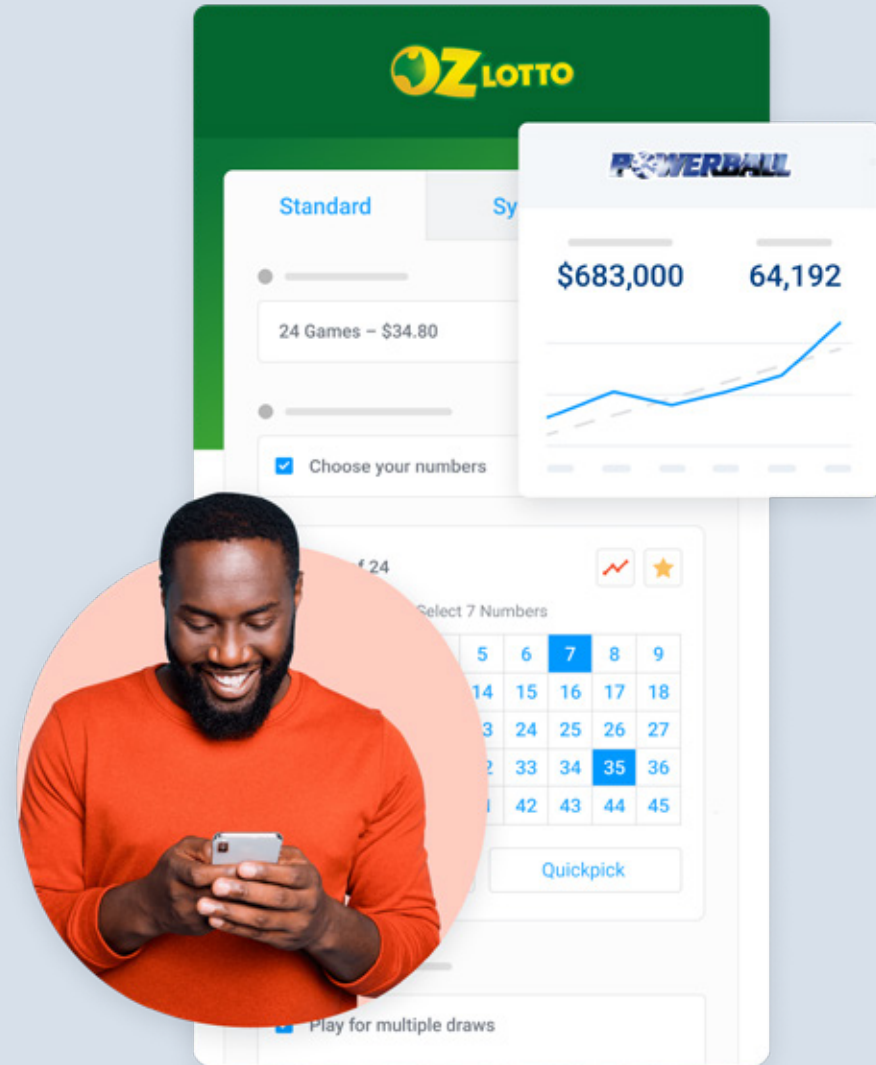 OZ LOTTO
POWERBALL
Standard
Sy
$683,000
64,192
24 Games – $34.80
Choose your numbers
f 24
Select 7 Numbers
5 6 7 8 9
14 15 16 17 18
3 24 25 26 27
2 33 34 35 36
42 43 44 45
Quickpick
Play for multiple draws